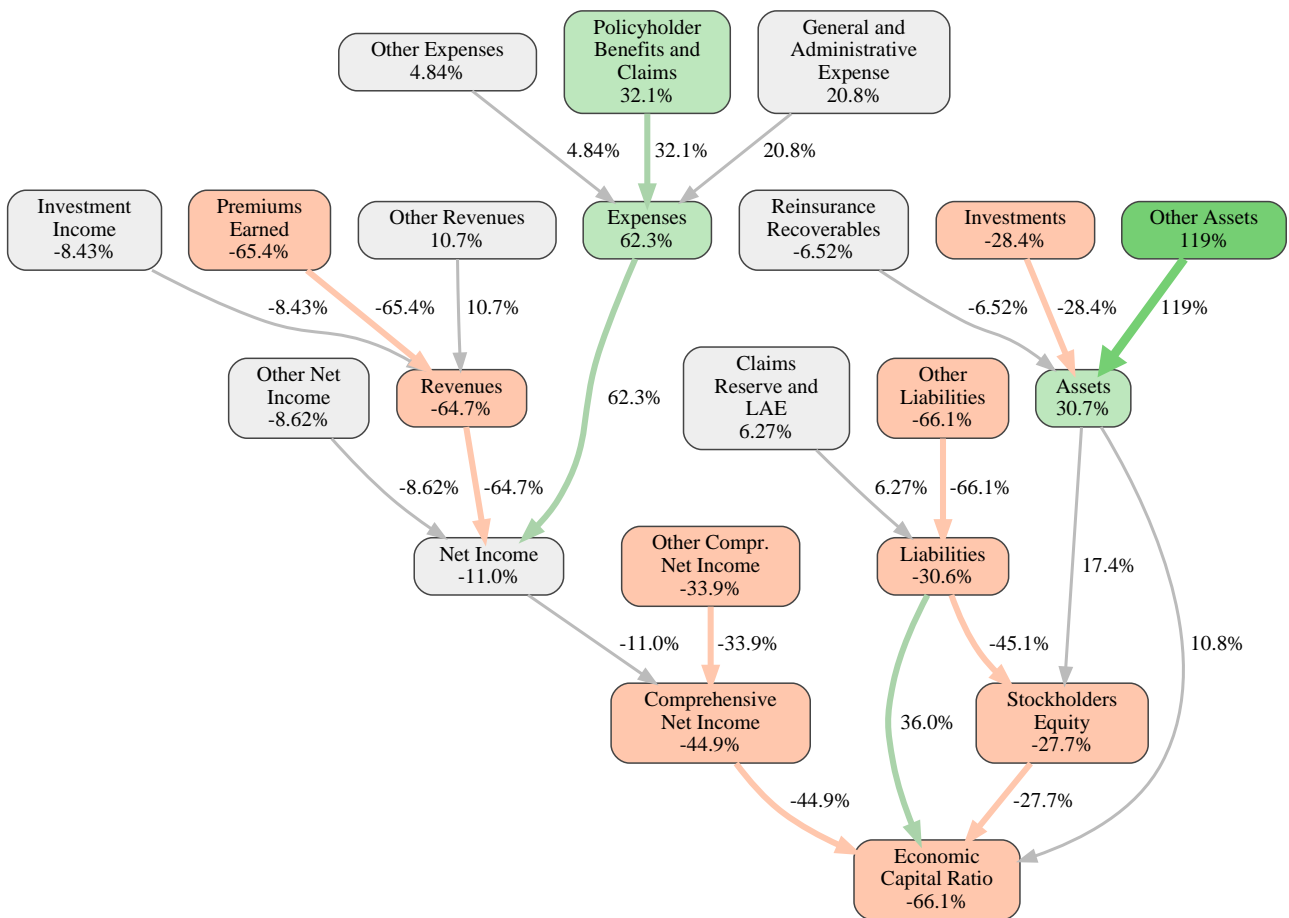 Other Expenses
4.84%
Policyholder
Benefits and
Claims
32.1%
General and
Administrative
Expense
20.8%
4.84%
32.1%
20.8%
Investment
Income
-8.43%
Premiums
Earned
-65.4%
Other Revenues
10.7%
Expenses
62.3%
Reinsurance
Recoverables
-6.52%
Investments
-28.4%
Other Assets
119%
-8.43%
-65.4%
10.7%
-6.52%
-28.4%
119%
Other Net
Income
-8.62%
Revenues
-64.7%
62.3%
Claims
Reserve and
LAE
6.27%
Other
Liabilities
-66.1%
Assets
30.7%
-8.62%
-64.7%
6.27%
-66.1%
Net Income
-11.0%
Other Compr.
Net Income
-33.9%
Liabilities
-30.6%
17.4%
-11.0%
-33.9%
-45.1%
10.8%
Comprehensive
Net Income
-44.9%
36.0%
Stockholders
Equity
-27.7%
-44.9%
-27.7%
Economic
Capital Ratio
-66.1%